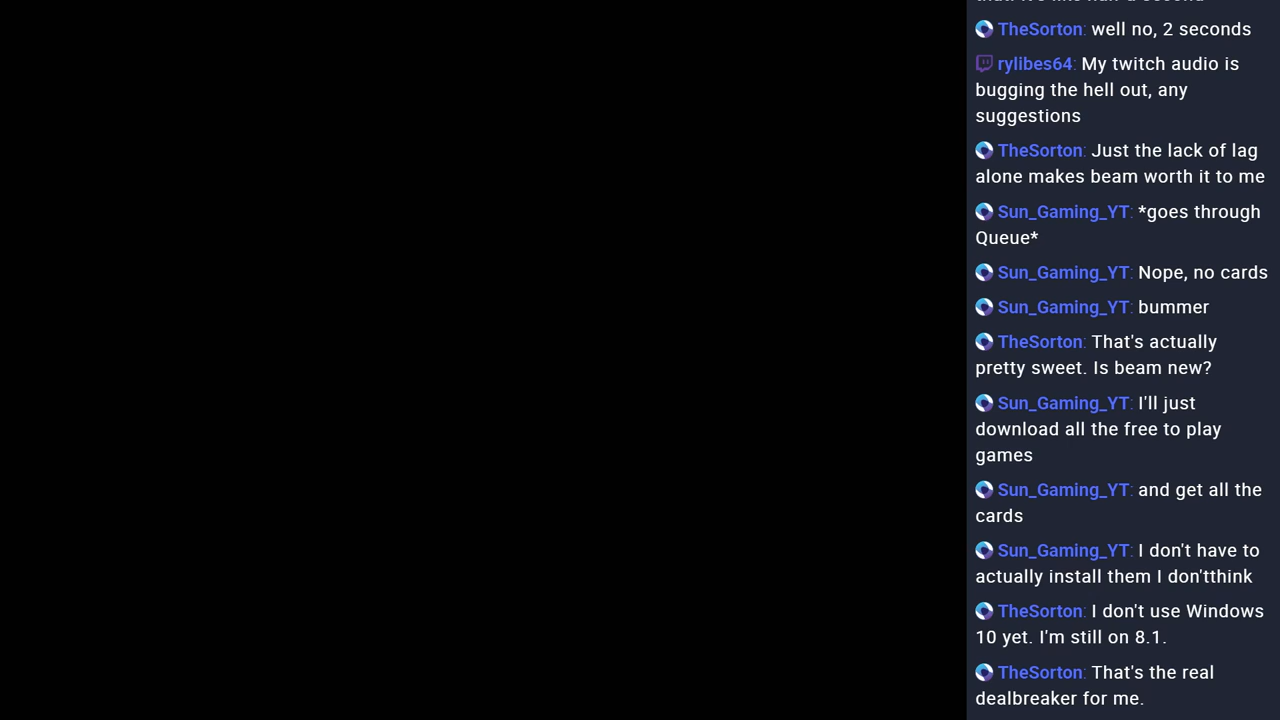 TheSorton: well no, 2 seconds
rylibes64: My twitch audio is
bugging the hell out, any
suggestions
TheSorton: Just the lack of lag
alone makes beam worth it to me
Sun_Gaming_YT: *goes through
Queue*
Sun_Gaming_YT: Nope, no cards
Sun_Gaming_YT: bummer
TheSorton: That's actually
pretty sweet. Is beam new?
Sun_Gaming_YT: I'll just
download all the free to play
games
Sun_Gaming_YT: and get all the
cards
Sun_Gaming_YT: I don't have to
actually install them I don'tthink
TheSorton: I don't use Windows
10 yet. I'm still on 8.1.
TheSorton: That's the real
dealbreaker for me.